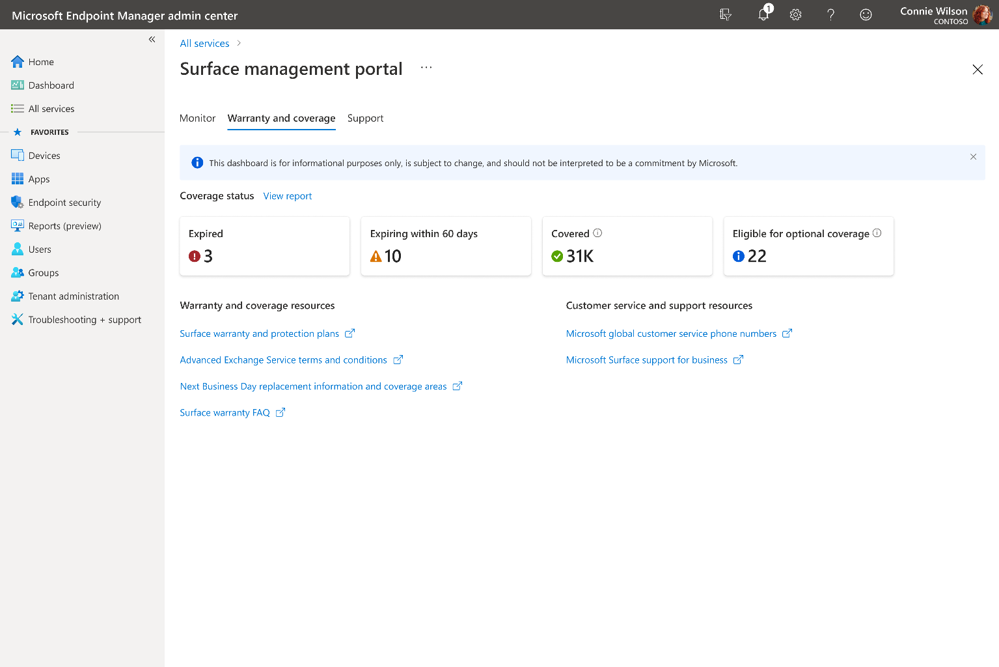 Microsoft Endpoint Manager admin center
1
Connie Wilson
CONTOSO
Home
Dashboard
All services
FAVORITES
Devices
Apps
Endpoint security
Reports (preview)
Users
Groups
Tenant administration
Troubleshooting + support
All services
Surface management portal
Monitor
Warranty and coverage
Support
This dashboard is for informational purposes only, is subject to change, and should not be interpreted to be a commitment by Microsoft.
Coverage status View report
Expired
3
Expiring within 60 days
10
Covered
31K
Eligible for optional coverage
22
Warranty and coverage resources
Surface warranty and protection plans
Advanced Exchange Service terms and conditions
Next Business Day replacement information and coverage areas
Surface warranty FAQ
Customer service and support resources
Microsoft global customer service phone numbers
Microsoft Surface support for business